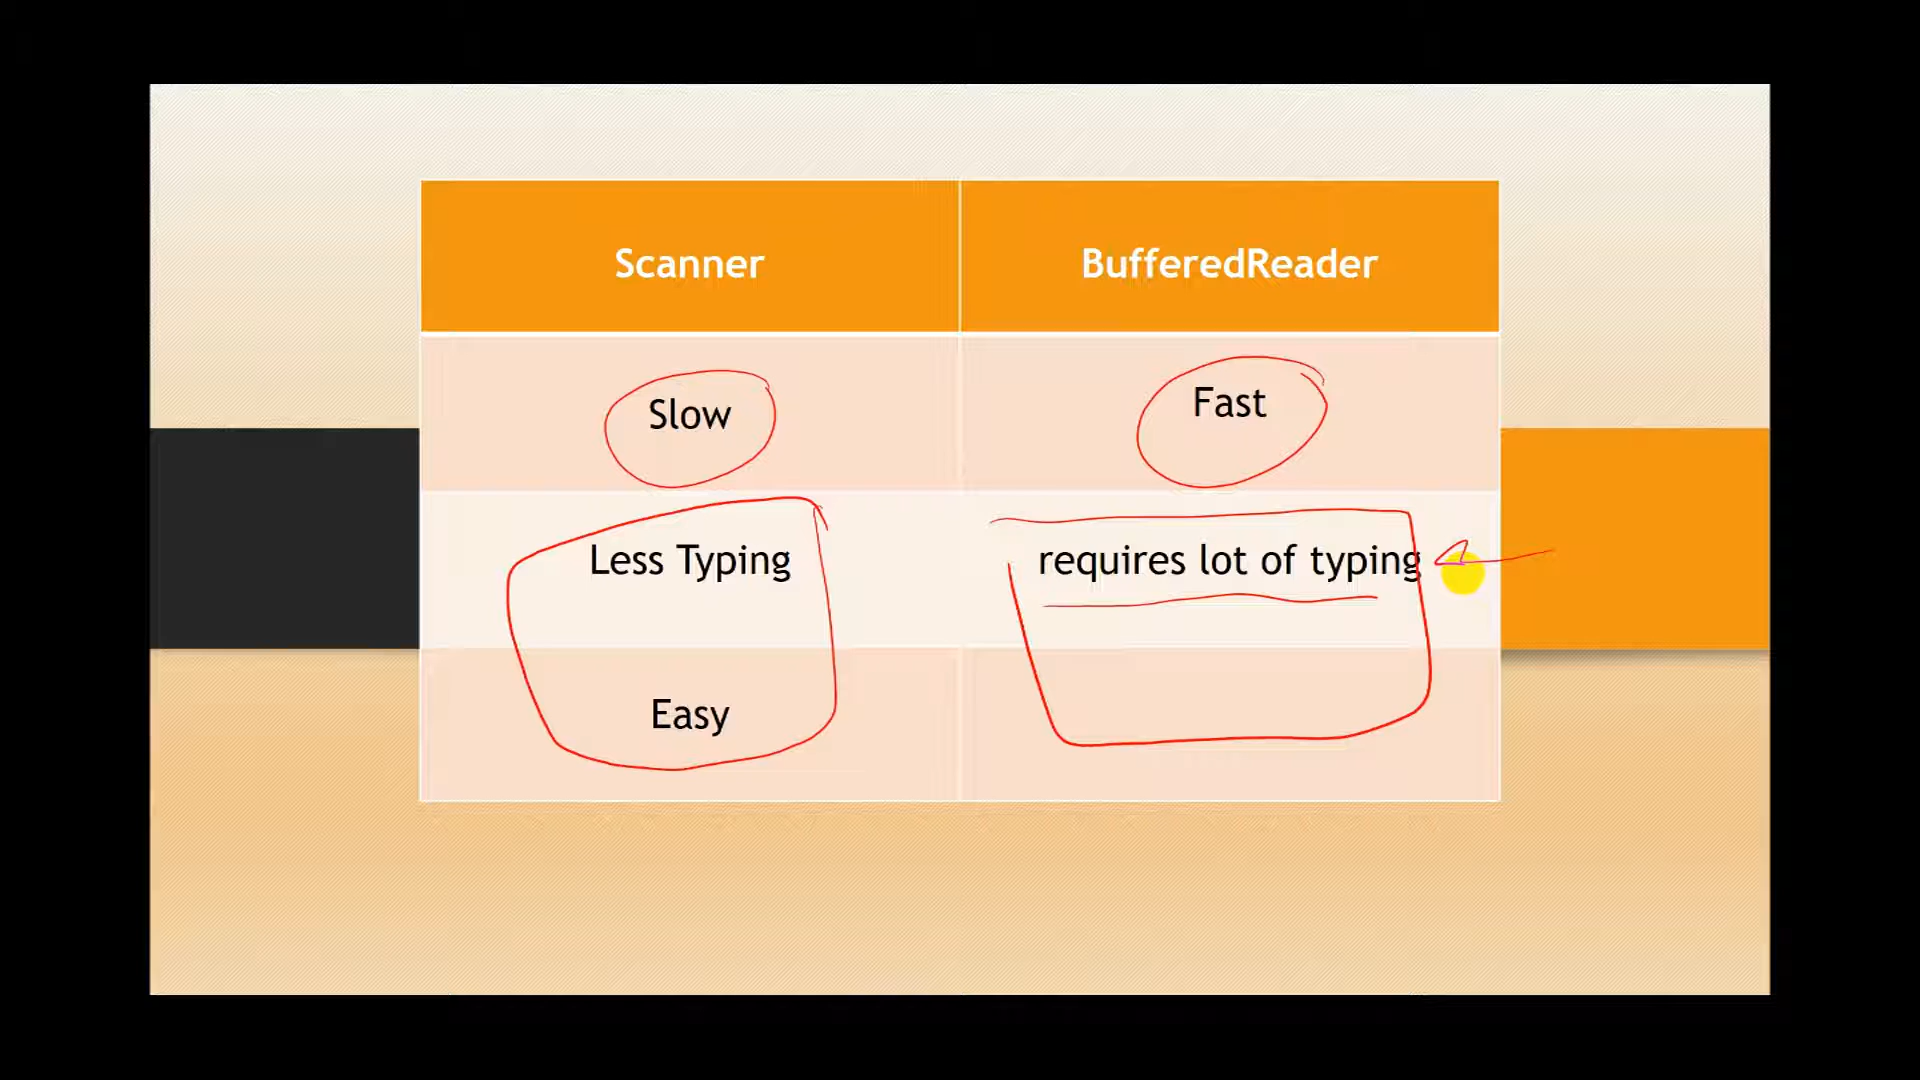 Scanner
BufferedReader
Slow
Fast
Less Typing
requires lot of typing
Easy